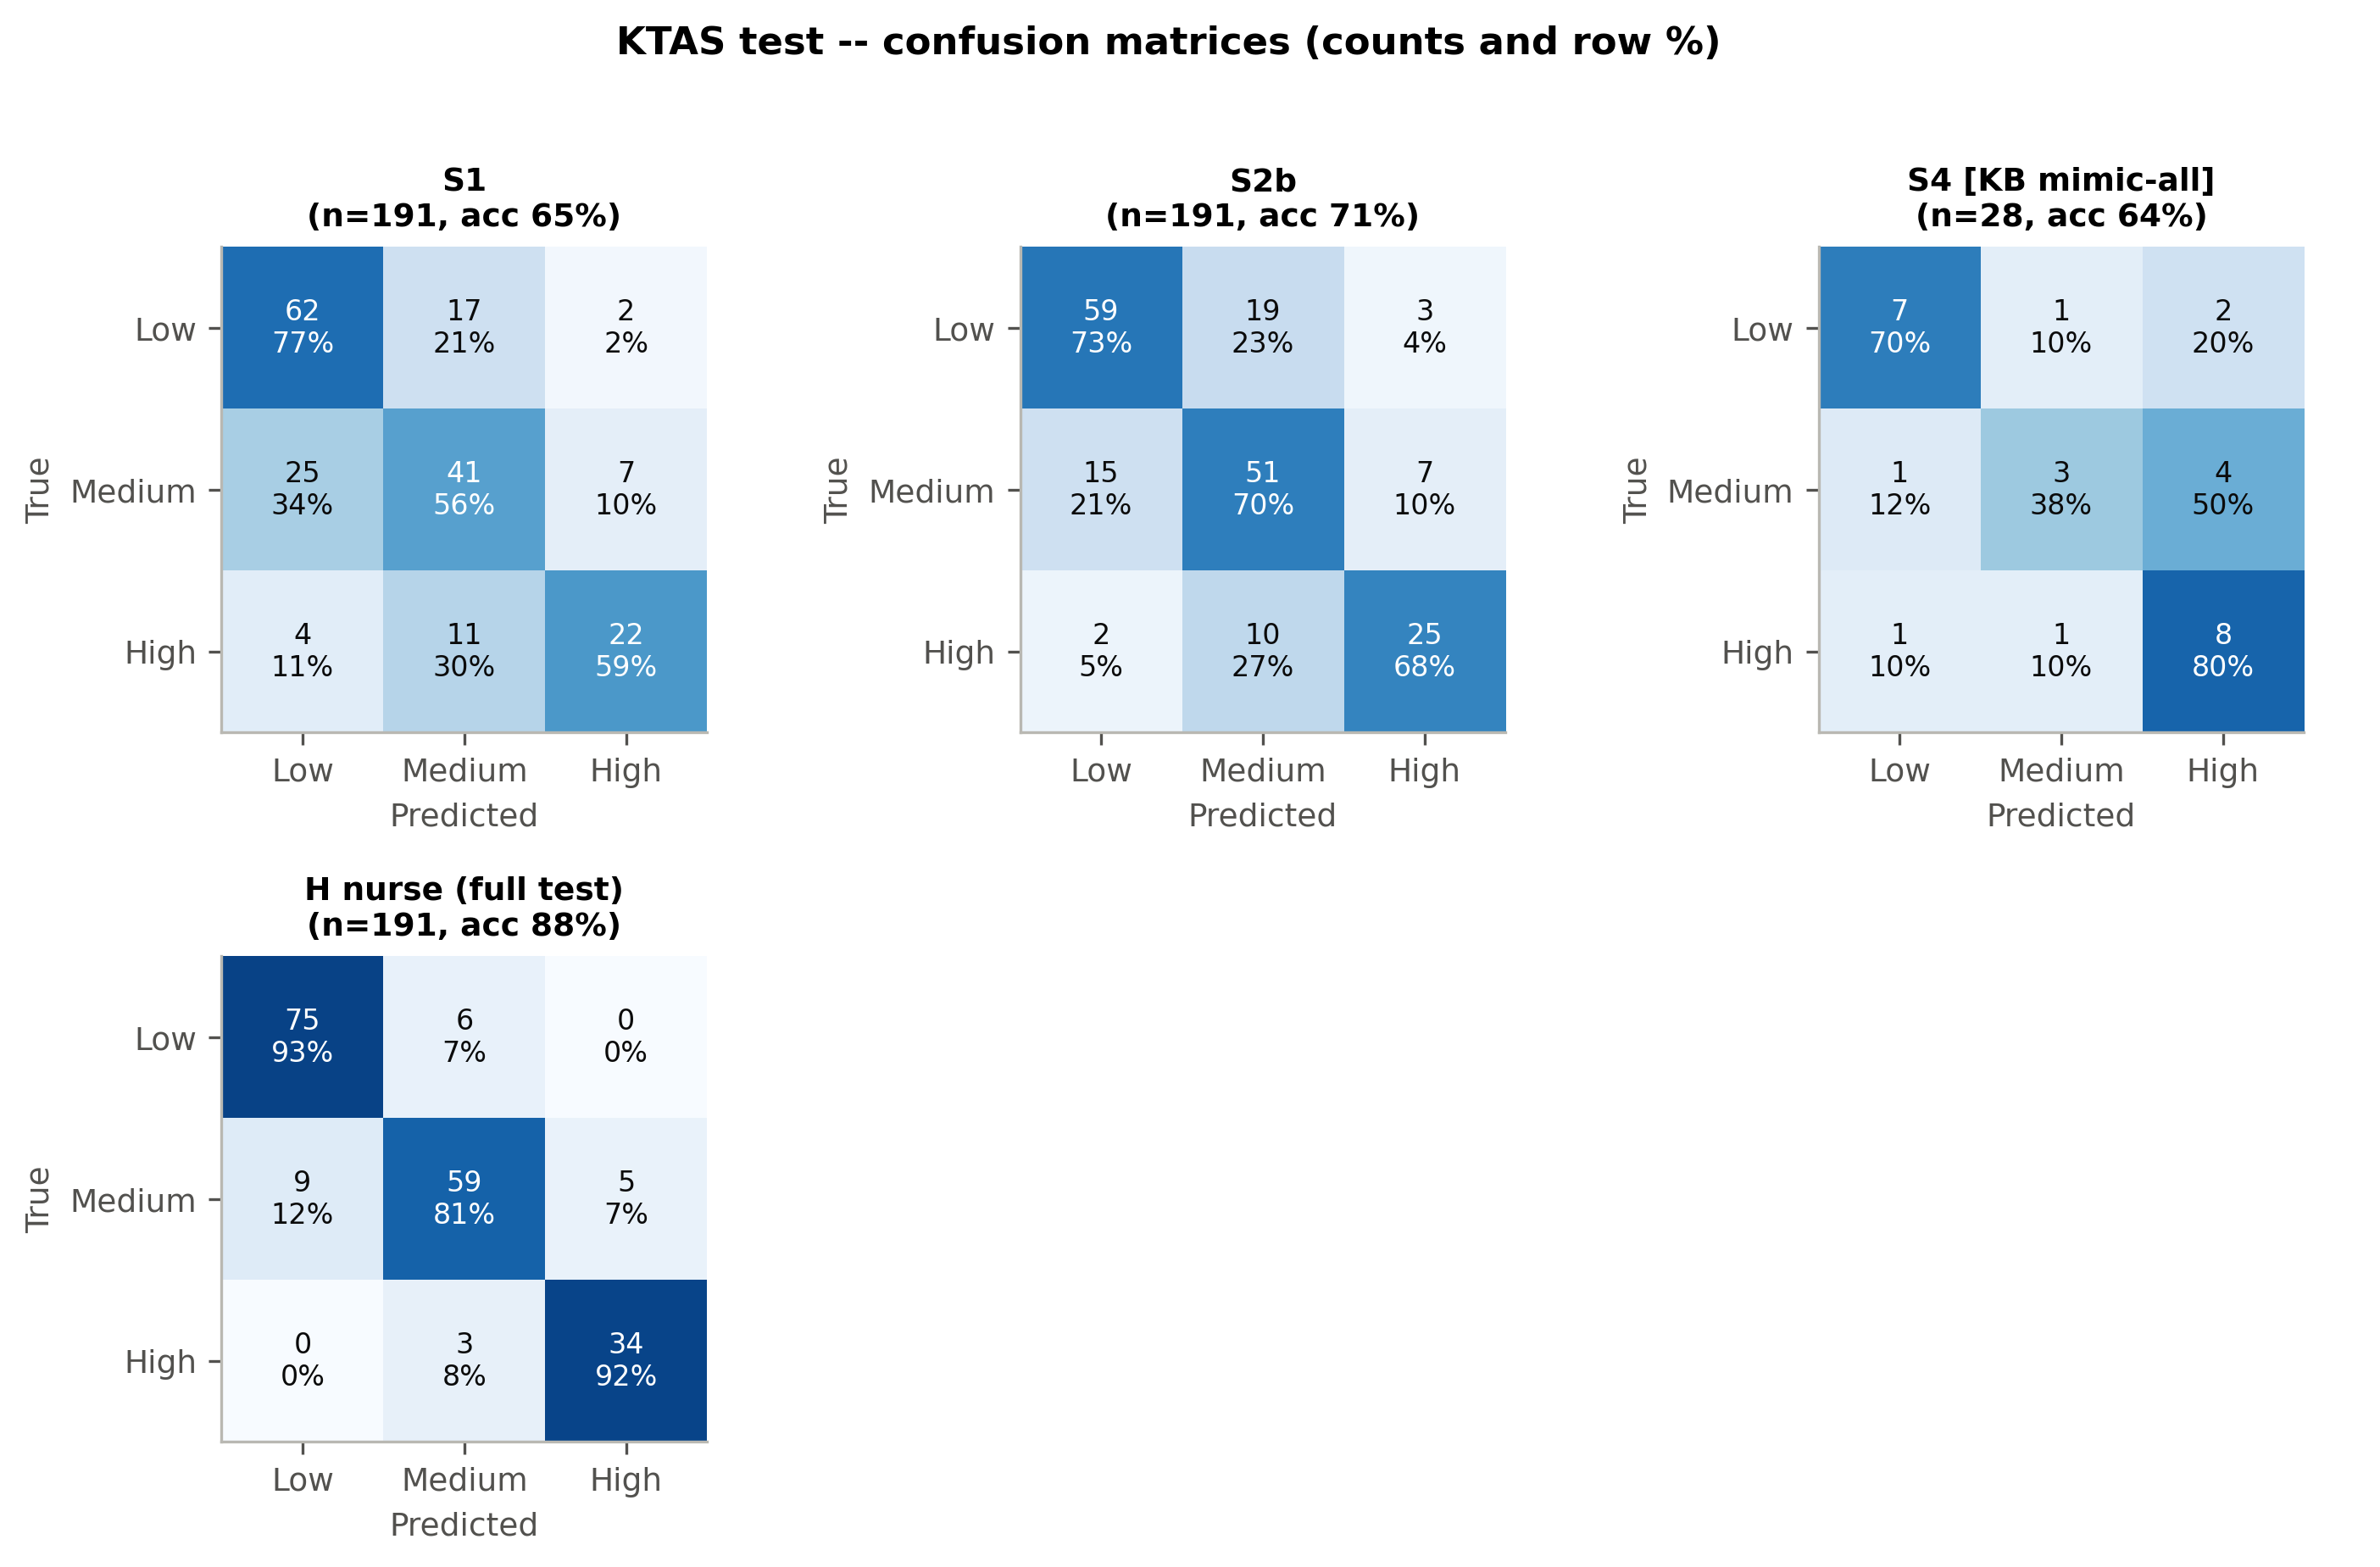 KTAS test -- confusion matrices (counts and row %)
S1
(n=191, acc 65%)
True
Low
62
77%
17
21%
2
2%
Medium
25
34%
41
56%
7
10%
High
4
11%
11
30%
22
59%
Low Medium High
Predicted
S2b
(n=191, acc 71%)
True
Low
59
73%
19
23%
3
4%
Medium
15
21%
51
70%
7
10%
High
2
5%
10
27%
25
68%
Low Medium High
Predicted
S4 [KB mimic-all]
(n=28, acc 64%)
True
Low
7
70%
1
10%
2
20%
Medium
1
12%
3
38%
4
50%
High
1
10%
1
10%
8
80%
Low Medium High
Predicted
H nurse (full test)
(n=191, acc 88%)
True
Low
75
93%
6
7%
0
0%
Medium
9
12%
59
81%
5
7%
High
0
0%
3
8%
34
92%
Low Medium High
Predicted